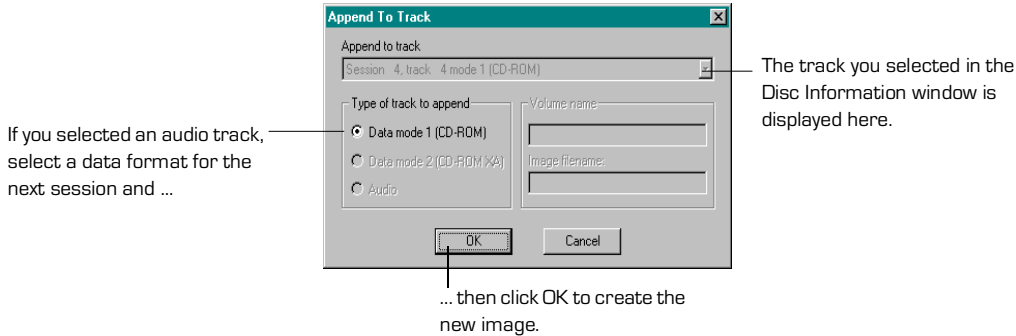 Append To Track
Append to track
Session 4, track 4 mode 1 (CD-ROM)
The track you selected in the
Disc Information window is
displayed here.
Type of track to append
Volume name
If you selected an audio track,
select a data format for the
next session and ...
Data mode 1 (CD-ROM)
Data mode 2 (CD-ROM XA)
Image filename:
Audio
OK
Cancel
... then click OK to create the
new image.